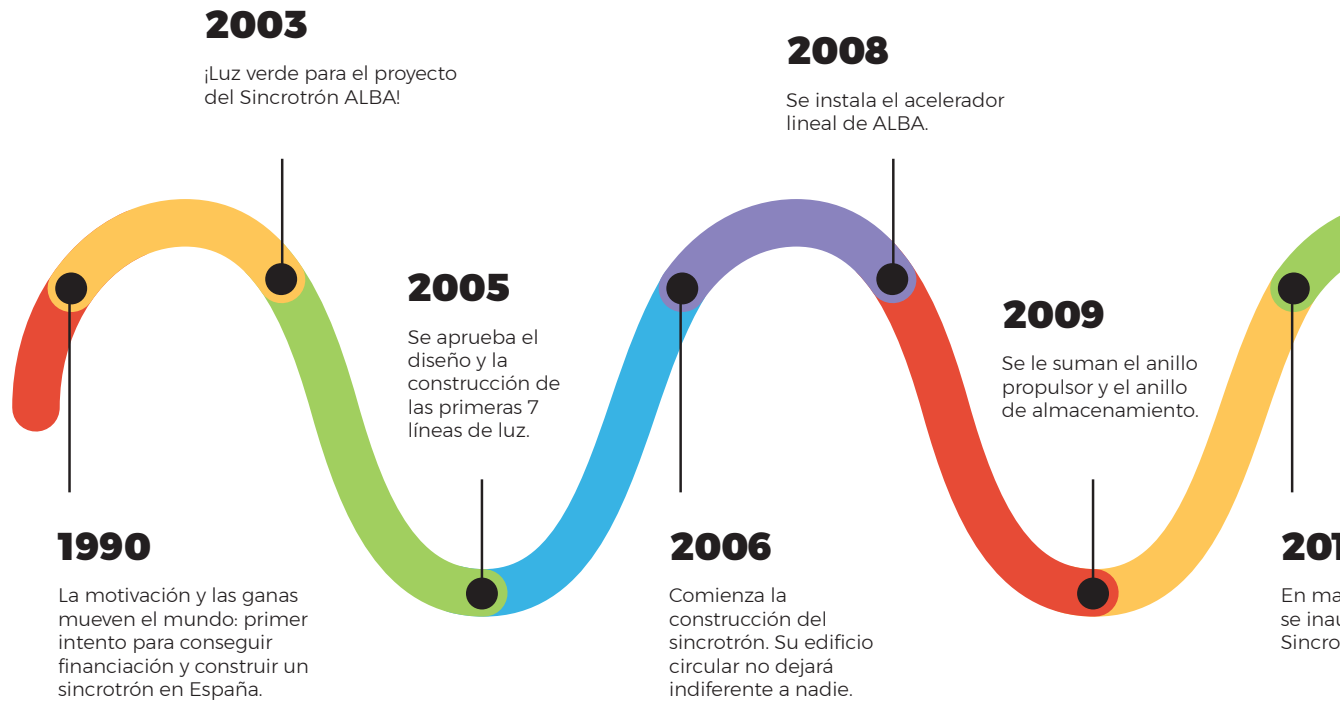 2003
¡Luz verde para el proyecto
del Sincrotrón ALBA!
2008
Se instala el acelerador
lineal de ALBA.
2005
Se aprueba el
diseño y la
construcción de
las primeras 7
líneas de luz.
2009
Se le suman el anillo
propulsor y el anillo
de almacenamiento.
1990
La motivación y las ganas
mueven el mundo: primer
intento para conseguir
financiación y construir un
sincrotrón en España.
2006
Comienza la
construcción del
sincrotrón. Su edificio
circular no dejará
indiferente a nadie.
En
se